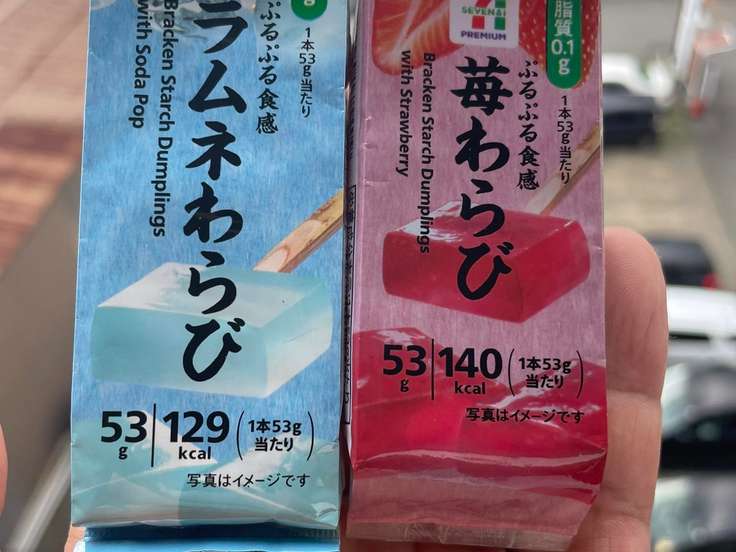 ぷるぷる食感
1本53g当たり
ラムネわらび
Bracken Starch Dumplings
with Soda Pop
53g
129kcal
(1本53g当たり)
写真はイメージです
SEVEN&i
PREMIUM
脂質0.1g
1本53g当たり
ぷるぷる食感
苺わらび
Bracken Starch Dumplings
with Strawberry
53g
140kcal
(1本53g当たり)
写真はイメージです